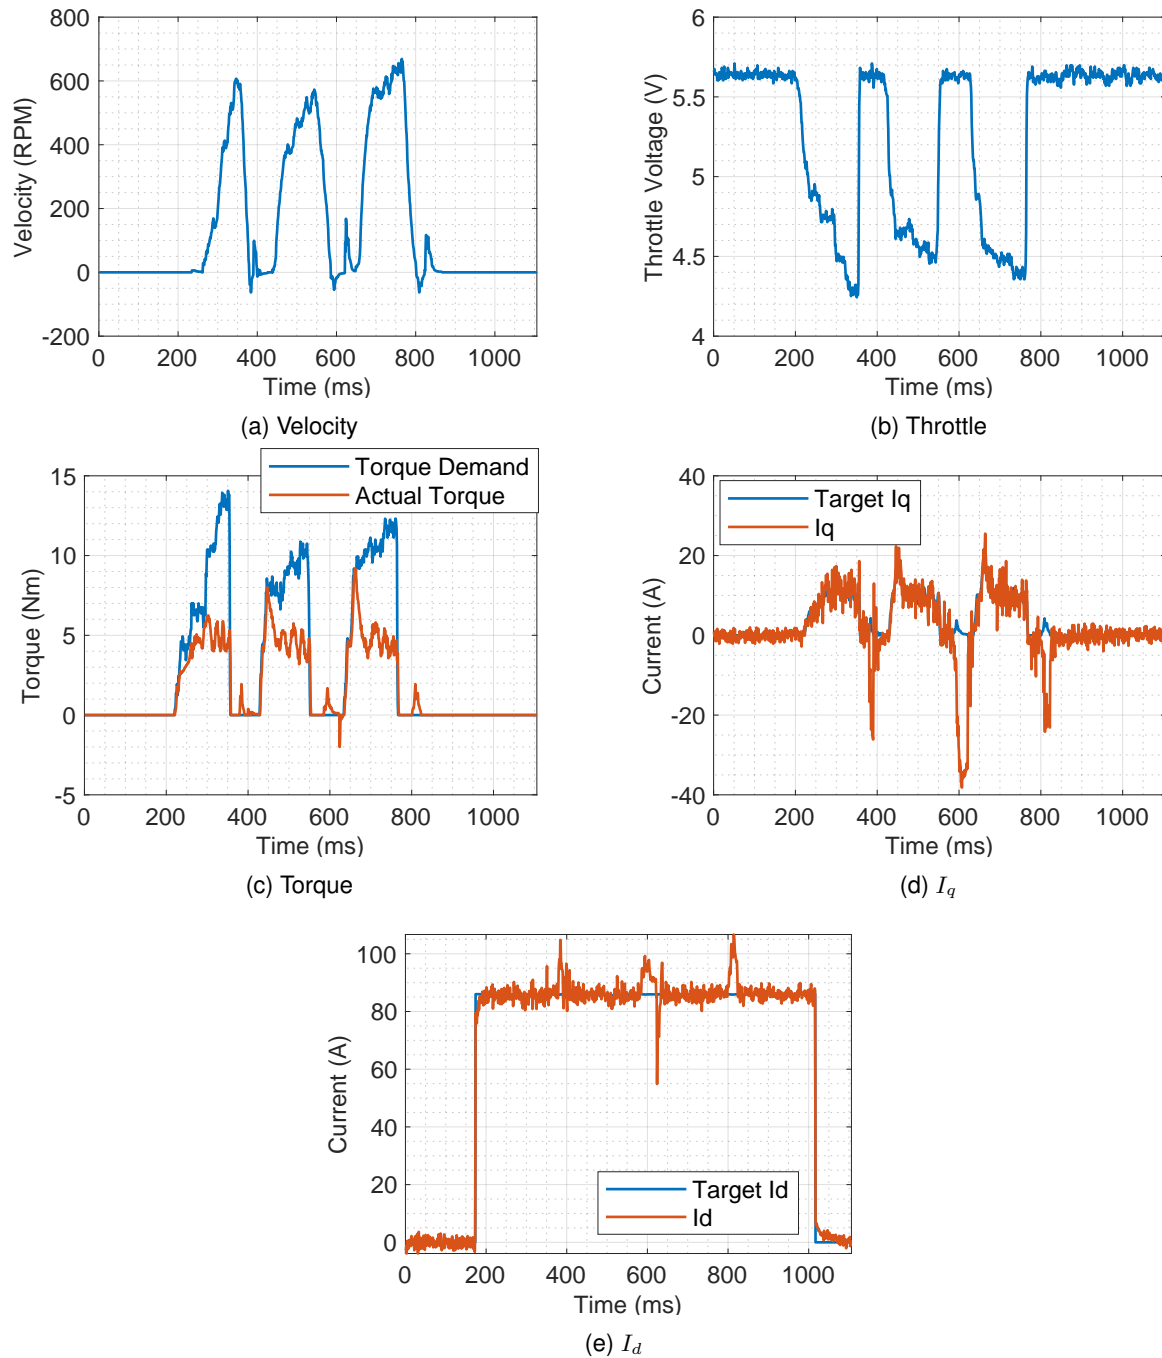 800
600
400
200
0
-200
Velocity (RPM)
0 200 400 600 800 1000
Time (ms)
(a) Velocity
6
5.5
5
4.5
4
Throttle Voltage (V)
0 200 400 600 800 1000
Time (ms)
(b) Throttle
Torque Demand
Actual Torque
15
10
5
0
-5
Torque (Nm)
0 200 400 600 800 1000
Time (ms)
(c) Torque
Target Iq
Iq
40
20
0
-20
-40
Current (A)
0 200 400 600 800 1000
Time (ms)
(d) I_q
100
80
60
40
20
0
Current (A)
Target Id
Id
0 200 400 600 800 1000
Time (ms)
(e) I_d